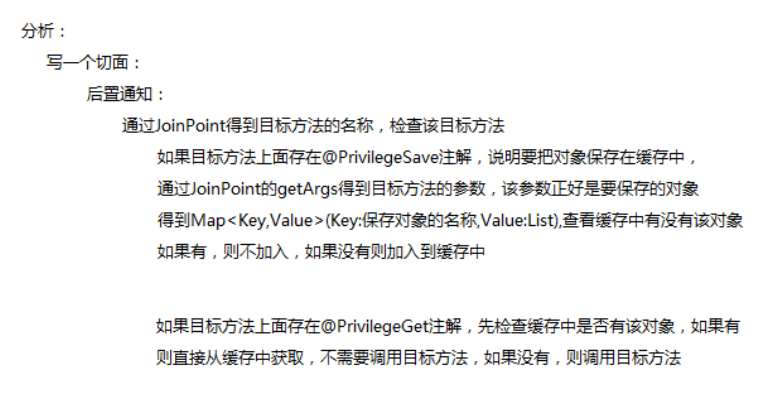 分析：
写一个切面：
后置通知：
通过JoinPoint得到目标方法的名称，检查该目标方法
如果目标方法上面存在@PrivilegeSave注解，说明要把对象保存在缓存中，
通过JoinPoint的getArgs得到目标方法的参数，该参数正好是要保存的对象
得到Map<Key,Value>(Key:保存对象的名称,Value:List),查看缓存中有没有该对象
如果有，则不加入，如果没有则加入到缓存中
如果目标方法上面存在@PrivilegeGet注解，先检查缓存中是否有该对象，如果有
则直接从缓存中获取，不需要调用目标方法，如果没有，则调用目标方法